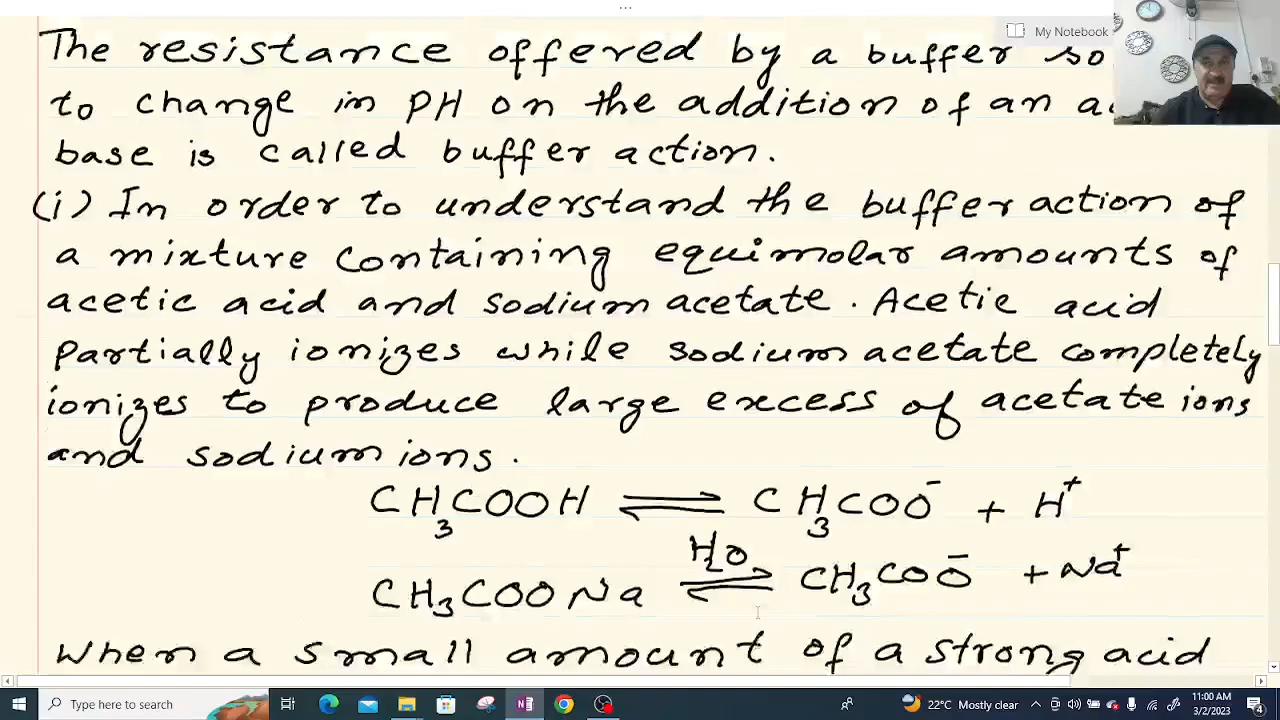 ...
My Notebook
The resistance offered by a buffer so
to change in PH on the addition of an
base is called buffer action.
(i) In order to understand the buffer action of
a mixture containing equimolar amounts of
acetic acid and sodium acetate. Acetic acid
partially ionizes while sodium acetate completely
ionizes to produce large excess of acetate ions
and sodium ions.
CH₃COOH ⇌ CH₃COO⁻ + H⁺
H₂O
CH₃COONa ⇌ CH₃COO⁻ + Na⁺
When a small amount of a strong acid
Type here to search
22°C Mostly clear
11:00 AM
3/2/2023
4